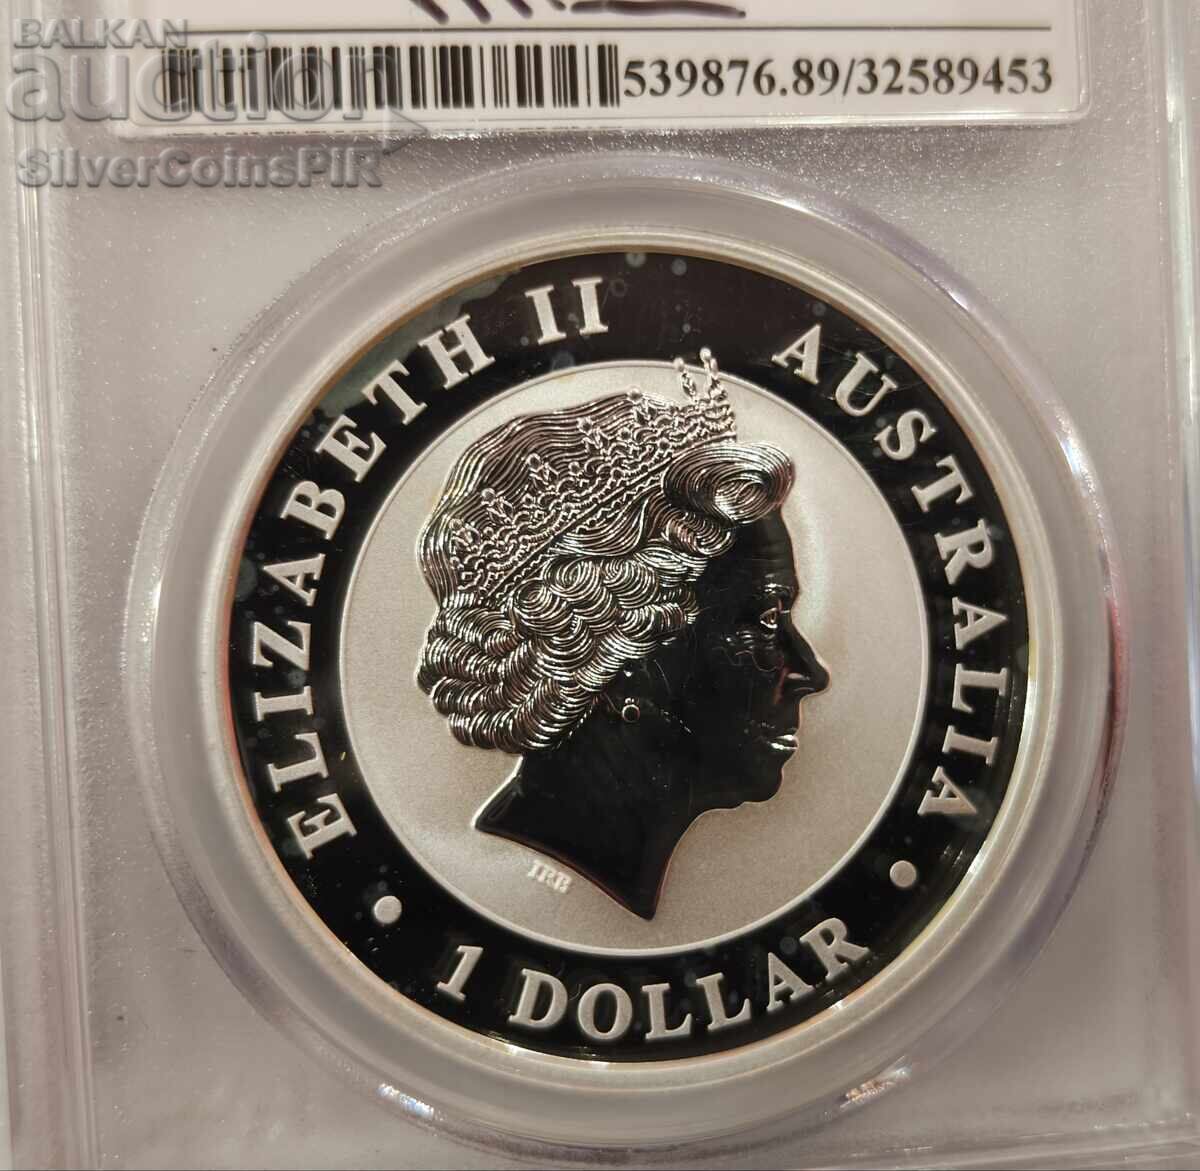 BALKAN
auction
SilverCoinsPIR
539876.89/32589453
ELIZABETH II AUSTRALIA
IRB
• 1 DOLLAR •